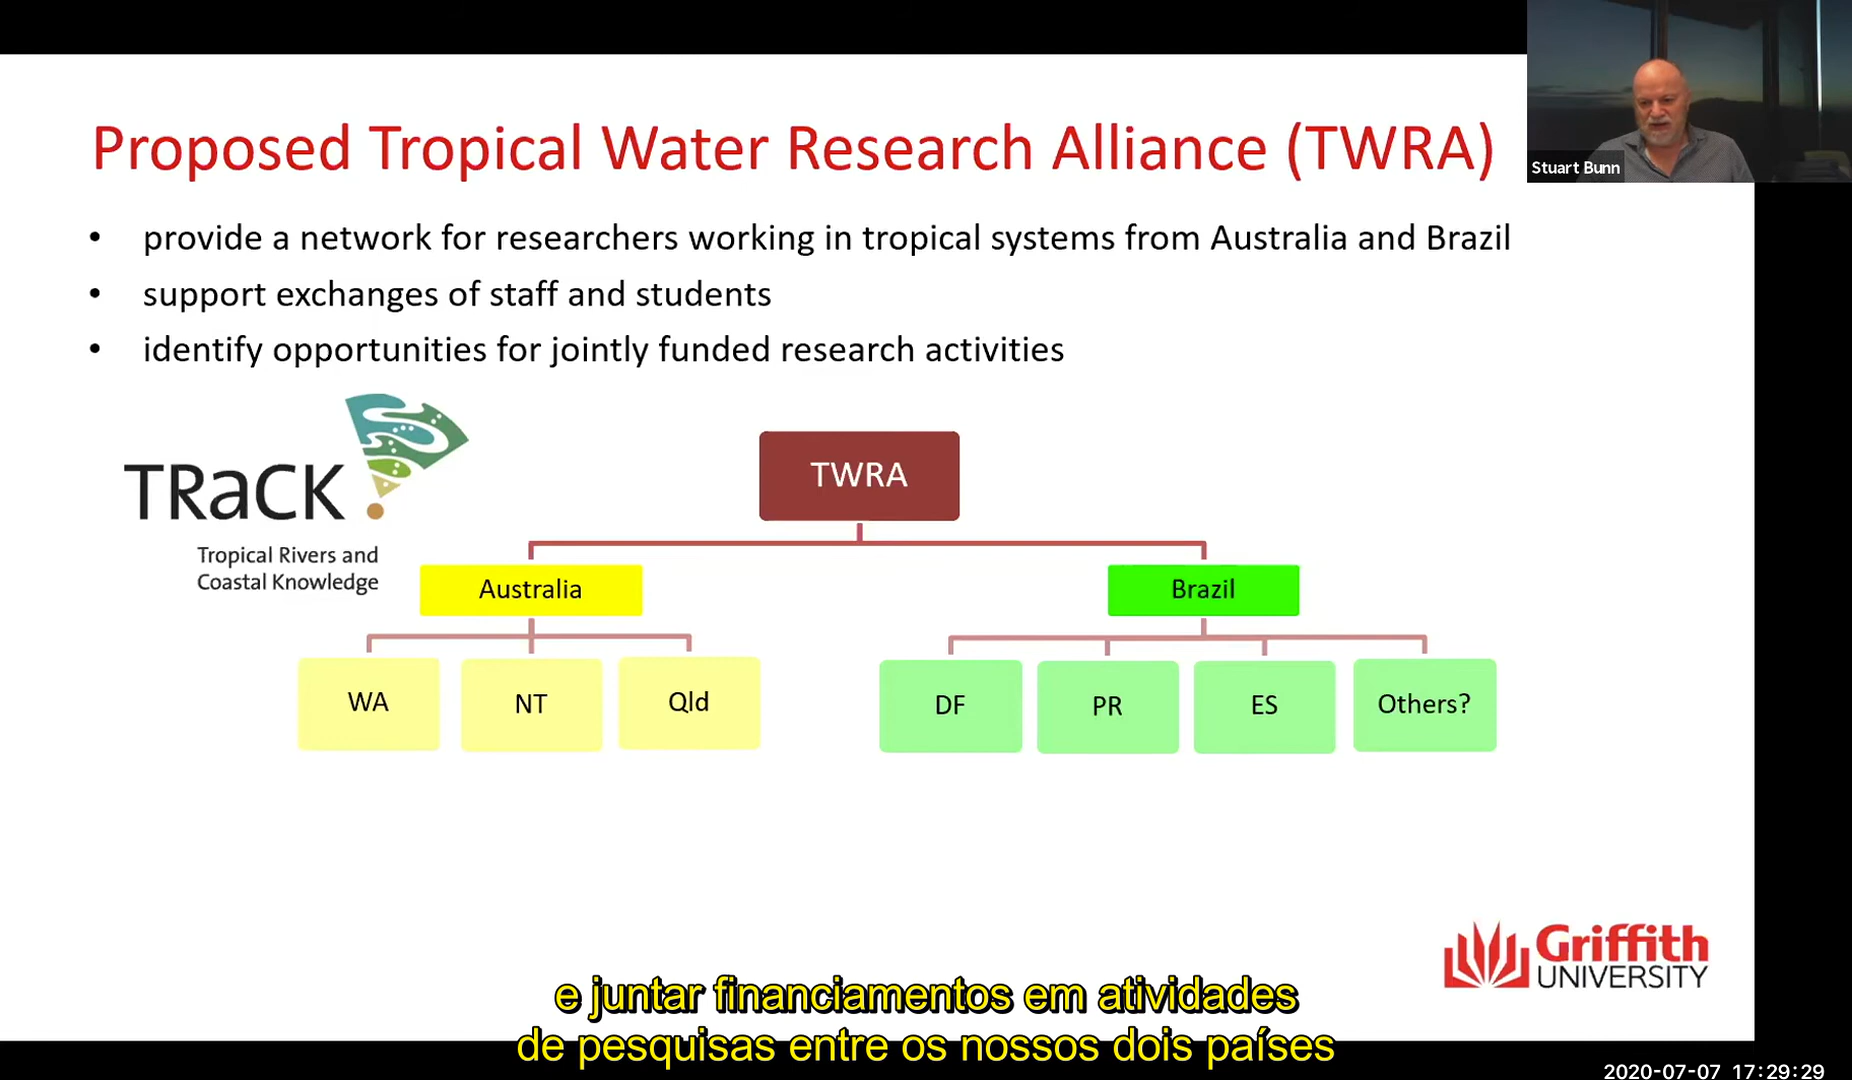 Proposed Tropical Water Research Alliance (TWRA)
Stuart Bunn
• provide a network for researchers working in tropical systems from Australia and Brazil
• support exchanges of staff and students
• identify opportunities for jointly funded research activities
TRaCK
Tropical Rivers and
Coastal Knowledge
TWRA
Australia
Brazil
WA
NT
Qld
DF
PR
ES
Others?
Griffith
UNIVERSITY
e juntar financiamentos em atividades
de pesquisas entre os nossos dois países
2020-07-07 17:29:29